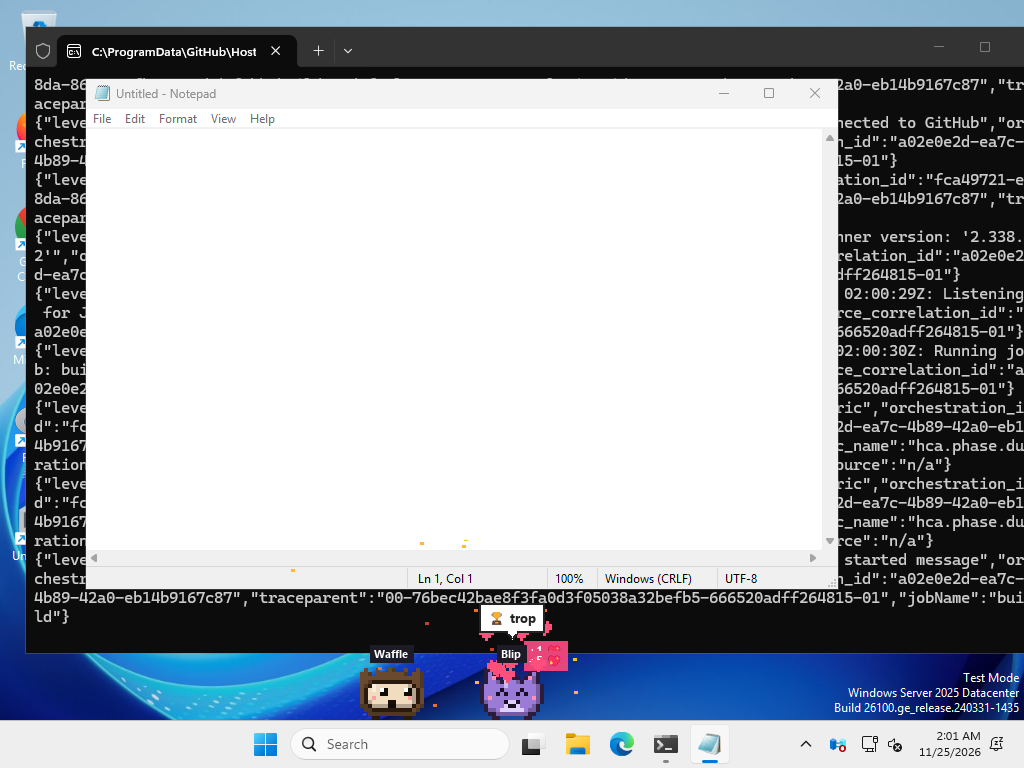 C:\ProgramData\GitHub\Host
Untitled - Notepad
File Edit Format View Help
8da-86
2a0-eb14b9167c87","tr
acepar
{"leve
nected to GitHub","or
chestr
n_id":"a02e0e2d-ea7c-
4b89-4
15-01"}
{"leve
ation_id":"fca49721-e
8da-86
2a0-eb14b9167c87","tr
acepar
{"leve
nner version: '2.338.
2'","o
relation_id":"a02e0e2
d-ea7c
dff264815-01"}
{"leve
02:00:29Z: Listening
for J
rce_correlation_id":"
a02e0e
666520adff264815-01"}
{"leve
02:00:30Z: Running jo
b: bui
ce_correlation_id":"a
02e0e2
66520adff264815-01"}
{"leve
ric","orchestration_i
d":"fc
2d-ea7c-4b89-42a0-eb1
4b9167
c_name":"hca.phase.du
ration
ource":"n/a"}
{"leve
ric","orchestration_i
d":"fc
2d-ea7c-4b89-42a0-eb1
4b9167
c_name":"hca.phase.du
ration
rce":"n/a"}
{"leve
started message","or
chestr
n_id":"a02e0e2d-ea7c-
4b89-42a0-eb14b9167c87","traceparent":"00-76bec42bae8f3fa0d3f05038a32befb5-666520adff264815-01","jobName":"bui
ld"}
Ln 1, Col 1 100% Windows (CRLF) UTF-8
trop
Waffle
Blip
Test Mode
Windows Server 2025 Datacenter
Build 26100.ge_release.240331-1435
Search
2:01 AM
11/25/2026